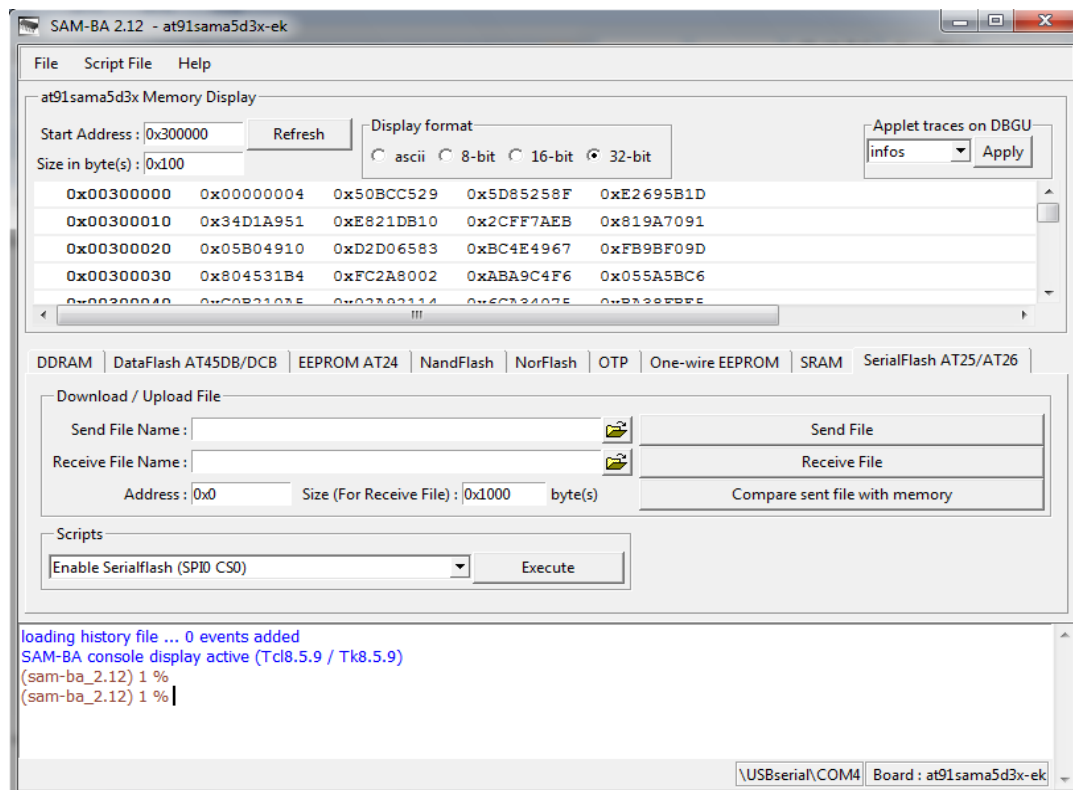 SAM-BA 2.12 - at91sama5d3x-ek
File Script File Help
at91sama5d3x Memory Display
Start Address : 0x300000 Refresh
Size in byte(s) : 0x100
Display format
ascii 8-bit 16-bit 32-bit
Applet traces on DBGU
infos Apply
0x00300000 0x00000004 0x50BCC529 0x5D85258F 0xE2695B1D
0x00300010 0x34D1A951 0xE821DB10 0x2CFF7AEB 0x819A7091
0x00300020 0x05B04910 0xD2D06583 0xBC4E4967 0xFB9BF09D
0x00300030 0x804531B4 0xFC2A8002 0xABA9C4F6 0x055A5BC6
DDRAM DataFlash AT45DB/DCB EEPROM AT24 NandFlash NorFlash OTP One-wire EEPROM SRAM SerialFlash AT25/AT26
Download / Upload File
Send File Name : Send File
Receive File Name : Receive File
Address : 0x0 Size (For Receive File) : 0x1000 byte(s) Compare sent file with memory
Scripts
Enable Serialflash (SPI0 CS0) Execute
loading history file ... 0 events added
SAM-BA console display active (Tcl8.5.9 / Tk8.5.9)
(sam-ba_2.12) 1 %
(sam-ba_2.12) 1 %
\USBserial\COM4 Board : at91sama5d3x-ek